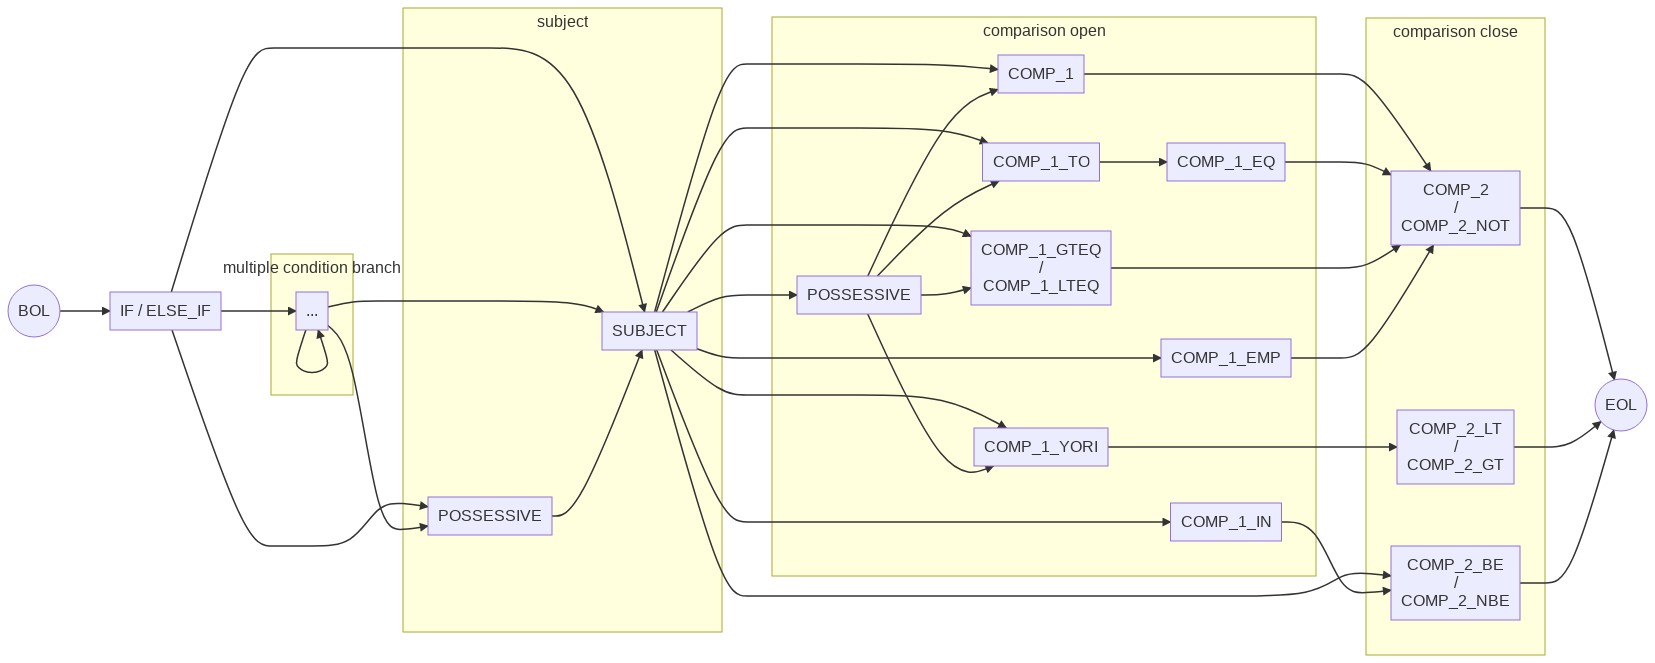 subject
comparison open
comparison close
COMP_1
COMP_1_TO
COMP_1_EQ
COMP_2
/
COMP_2_NOT
COMP_1_GTEQ
/
COMP_1_LTEQ
multiple condition branch
BOL
IF / ELSE_IF
...
SUBJECT
POSSESSIVE
COMP_1_EMP
EOL
COMP_1_YORI
COMP_2_LT
/
COMP_2_GT
POSSESSIVE
COMP_1_IN
COMP_2_BE
/
COMP_2_NBE